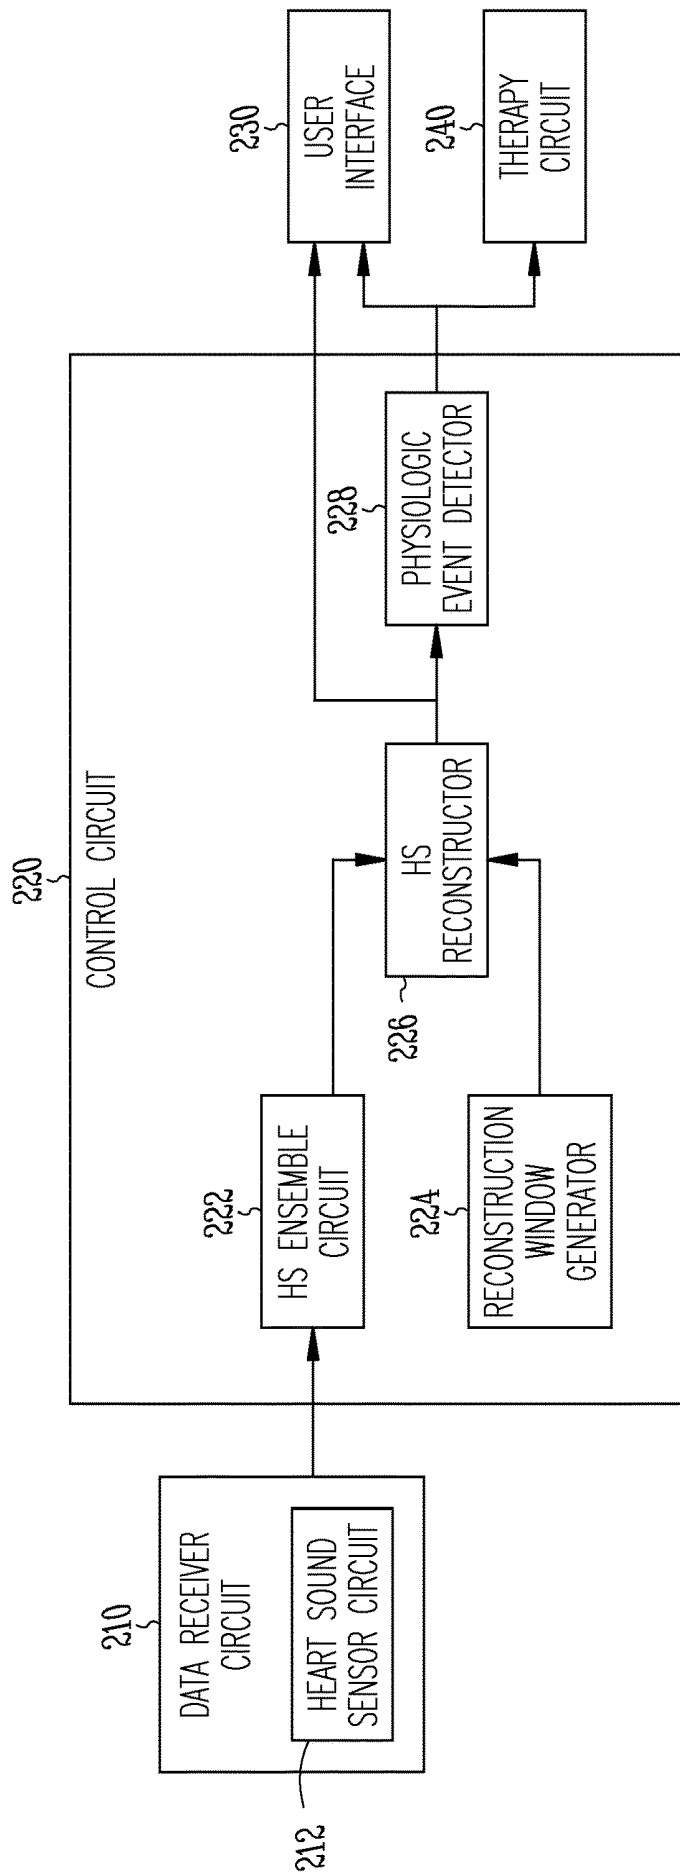 210
DATA RECEIVER
CIRCUIT
HEART SOUND
SENSOR CIRCUIT
212
220
CONTROL CIRCUIT
222
HS ENSEMBLE
CIRCUIT
224
RECONSTRUCTION
WINDOW
GENERATOR
HS
RECONSTRUCTOR
226
228
PHYSIOLOGIC
EVENT DETECTOR
230
USER
INTERFACE
240
THERAPY
CIRCUIT